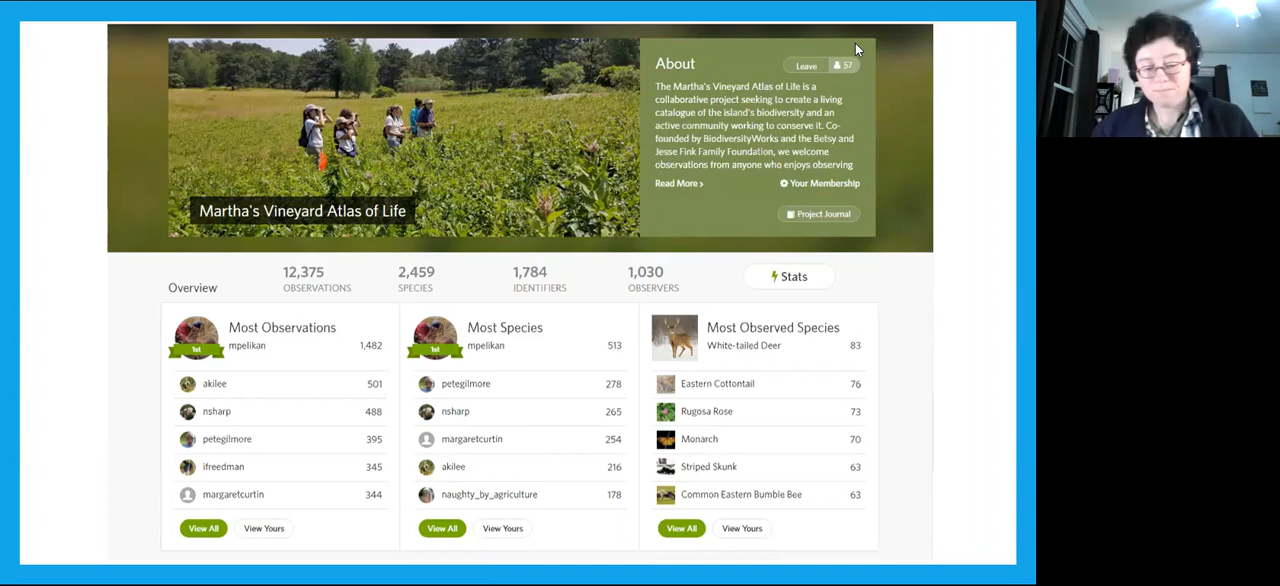 About
Leave 57
The Martha's Vineyard Atlas of Life is a
collaborative project seeking to create a living
catalogue of the island's biodiversity and an
active community working to conserve it. Co-
founded by BiodiversityWorks and the Betsy and
Jesse Fink Family Foundation, we welcome
observations from anyone who enjoys observing
Read More ›
Your Membership
Project Journal
Martha's Vineyard Atlas of Life
Overview
12,375
OBSERVATIONS
2,459
SPECIES
1,784
IDENTIFIERS
1,030
OBSERVERS
Stats
Most Observations
1st
mpelikan 1,482
akilee 501
nsharp 488
petegilmore 395
ifreedman 345
margaretcurtin 344
View All View Yours
Most Species
1st
mpelikan 513
petegilmore 278
nsharp 265
margaretcurtin 254
akilee 216
naughty_by_agriculture 178
View All View Yours
Most Observed Species
White-tailed Deer 83
Eastern Cottontail 76
Rugosa Rose 73
Monarch 70
Striped Skunk 63
Common Eastern Bumble Bee 63
View All View Yours